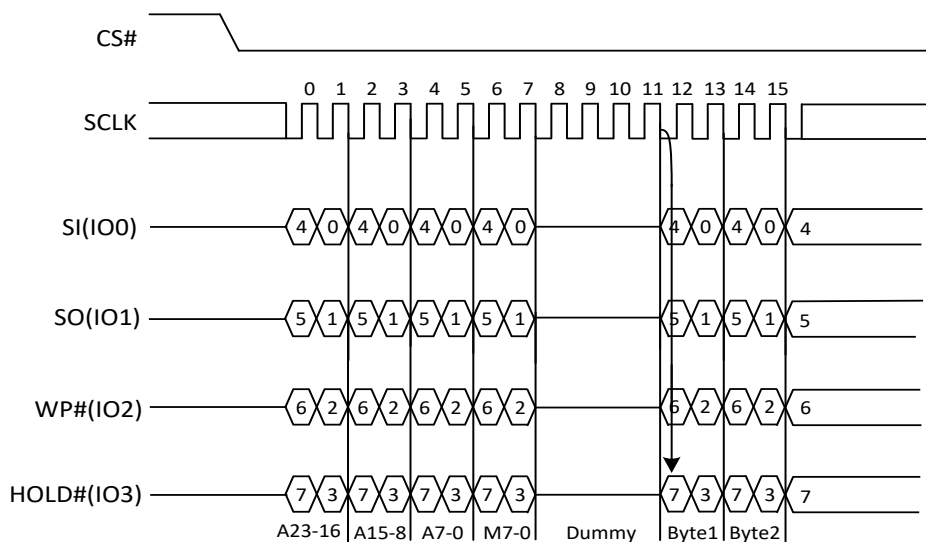 CS#
0 1 2 3 4 5 6 7 8 9 10 11 12 13 14 15
SCLK
SI(IO0) 4 0 4 0 4 0 4 0 4 0 4 0 4
SO(IO1) 5 1 5 1 5 1 5 1 5 1 5 1 5
WP#(IO2) 6 2 6 2 6 2 6 2 6 2 6 2 6
HOLD#(IO3) 7 3 7 3 7 3 7 3 7 3 7 3 7
A23-16 A15-8 A7-0 M7-0 Dummy Byte1 Byte2